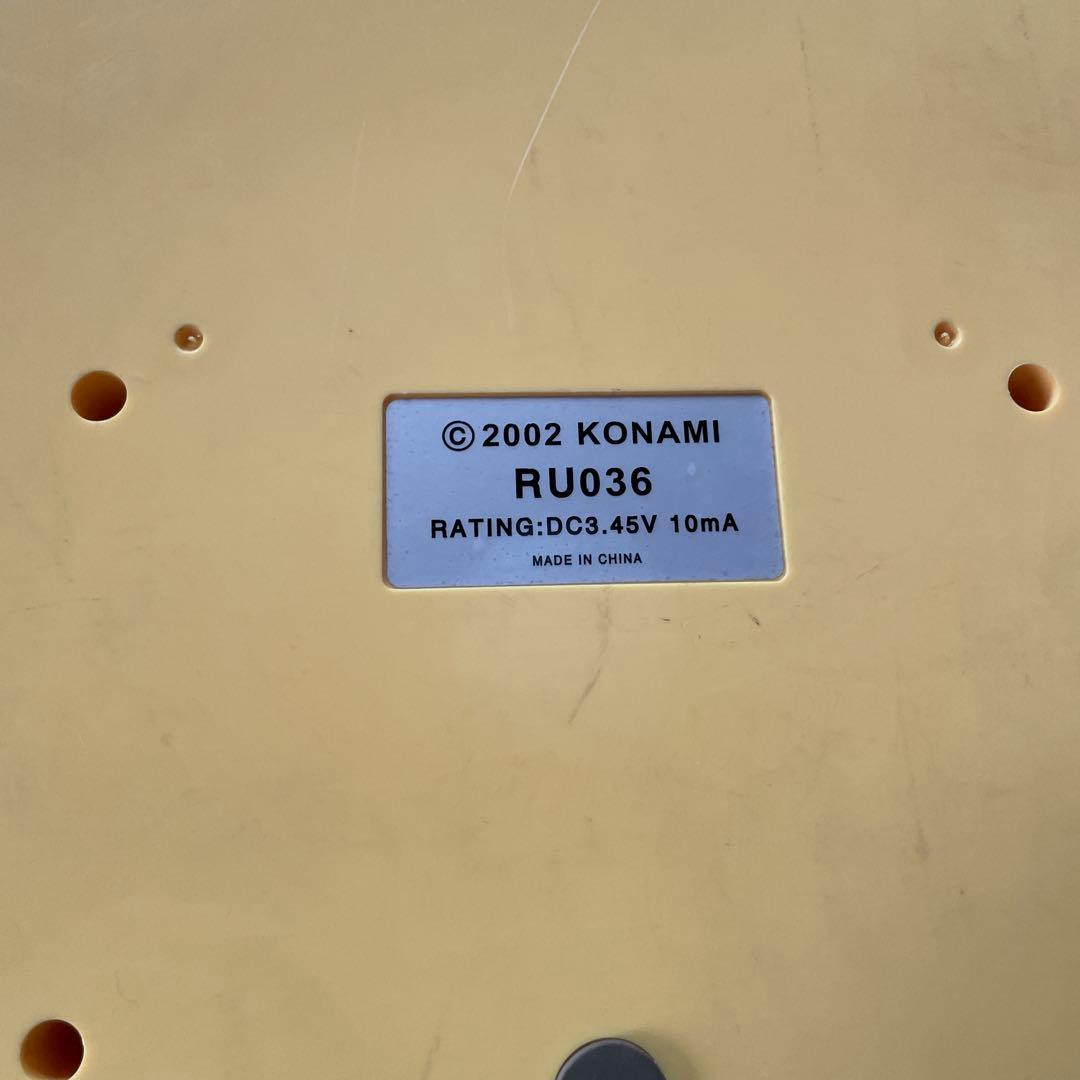 ©2002 KONAMI
RU036
RATING:DC3.45V 10mA
MADE IN CHINA